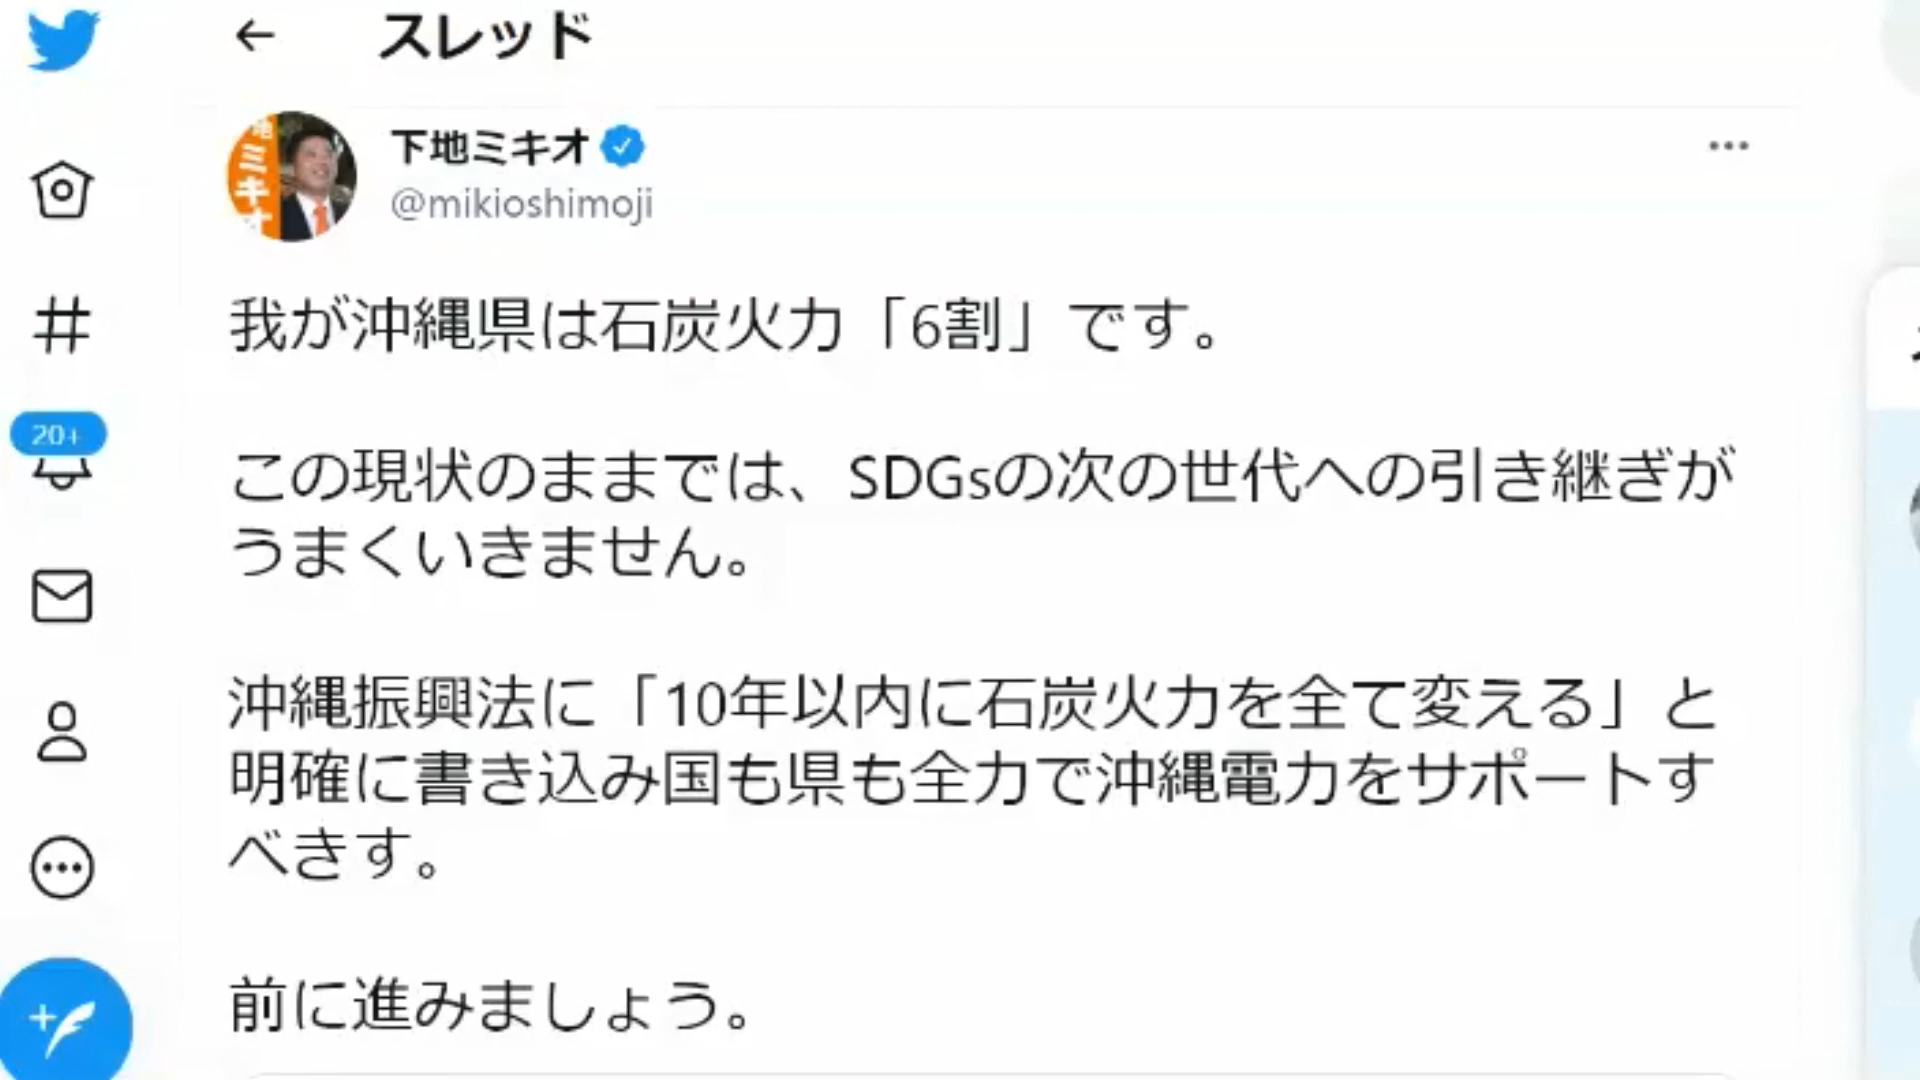 スレッド
下地ミキオ
@mikioshimoji
我が沖縄県は石炭火力「6割」です。
この現状のままでは、SDGsの次の世代への引き継ぎが
うまくいきません。
沖縄振興法に「10年以内に石炭火力を全て変える」と
明確に書き込み国も県も全力で沖縄電力をサポートす
べきす。
前に進みましょう。
20+
ミキオ